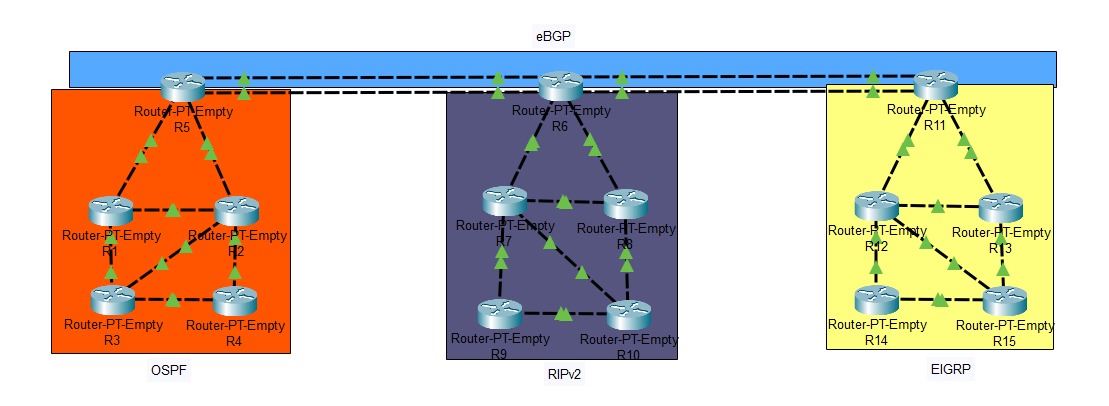 eBGP
Router-PT-Empty
R5
Router-PT-Empty
R6
Router-PT-Empty
R11
Router-PT-Empty
R1
Router-PT-Empty
R2
Router-PT-Empty
R7
Router-PT-Empty
R8
Router-PT-Empty
R12
Router-PT-Empty
R13
Router-PT-Empty
R3
Router-PT-Empty
R4
Router-PT-Empty
R9
Router-PT-Empty
R10
Router-PT-Empty
R14
Router-PT-Empty
R15
OSPF
RIPv2
EIGRP